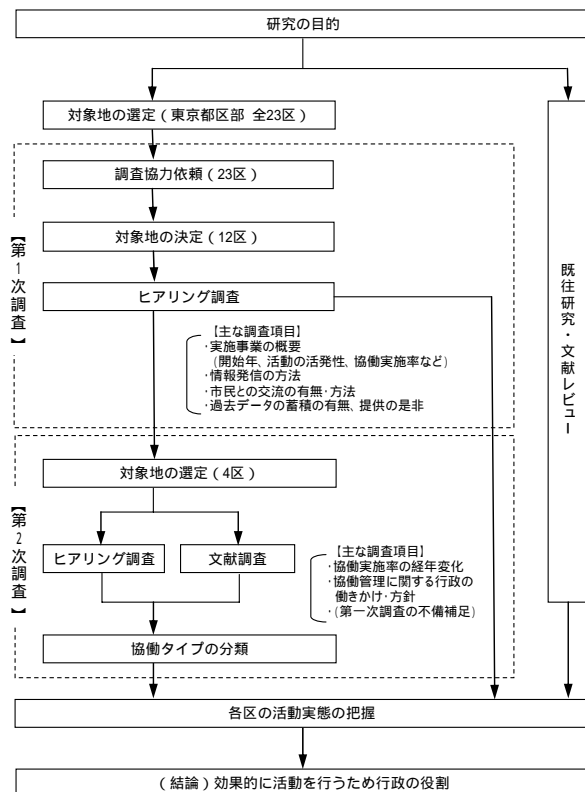 研究の目的
対象地の選定(東京都区部 全23区)
【第1次調査】
調査協力依頼(23区)
対象地の決定(12区)
ヒアリング調査
【主な調査項目】
・実施事業の概要
(開始年、活動の活発性、協働実施率など)
・情報発信の方法
・市民との交流の有無・方法
・過去データの蓄積の有無、提供の是非
既往研究・文献レビュー
【第2次調査】
対象地の選定(4区)
ヒアリング調査
文献調査
【主な調査項目】
・協働実施率の経年変化
・協働管理に関する行政の
働きかけ・方針
・(第一次調査の不備補足)
協働タイプの分類
各区の活動実態の把握
(結論)効果的に活動を行うため行政の役割